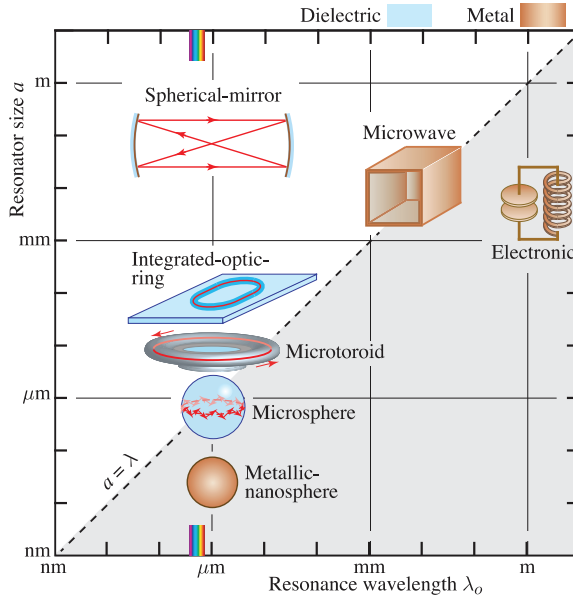 Dielectric
Metal
Resonator size a
m
mm
μm
nm
Spherical-mirror
Microwave
Electronic
Integrated-optic-
ring
Microtoroid
Microsphere
Metallic-
nanosphere
a = λ
nm
μm
mm
m
Resonance wavelength λo